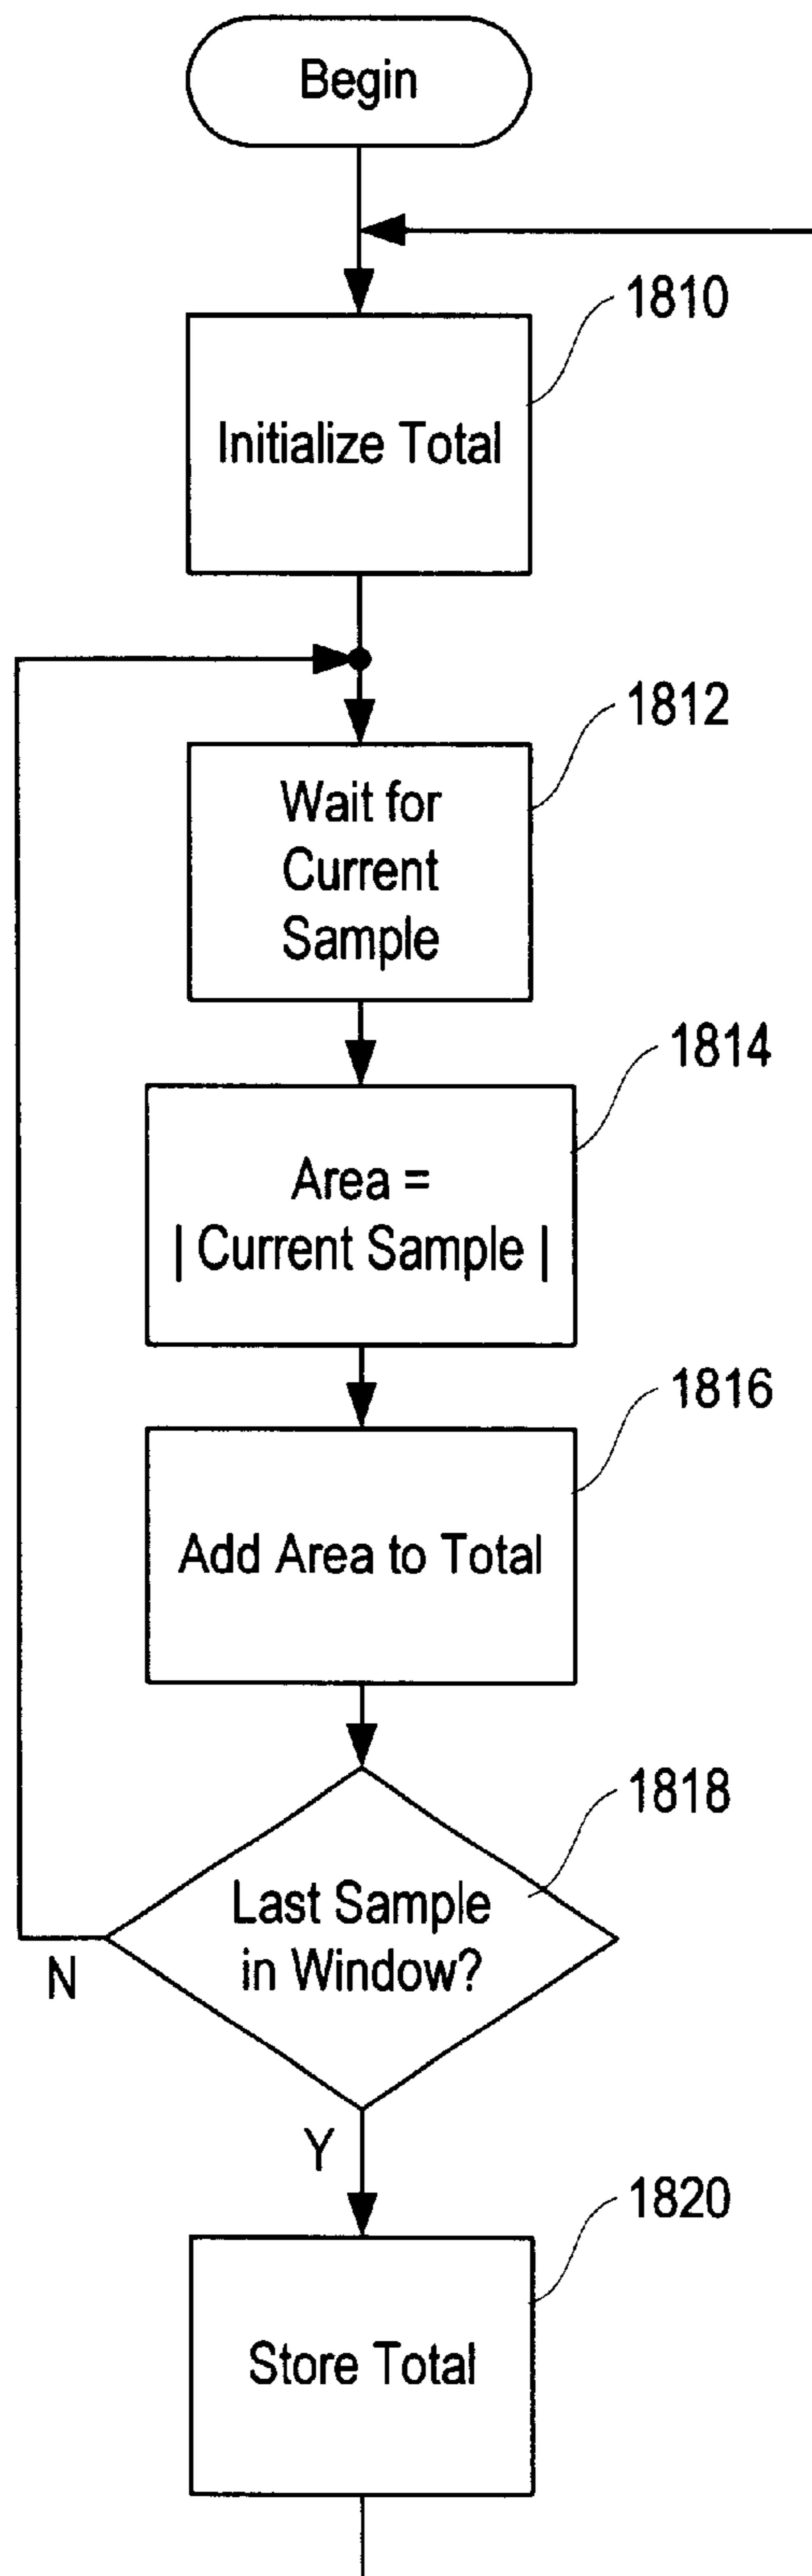 Begin
1810
Initialize Total
1812
Wait for
Current
Sample
1814
Area =
| Current Sample |
1816
Add Area to Total
1818
Last Sample
in Window?
N
Y
1820
Store Total